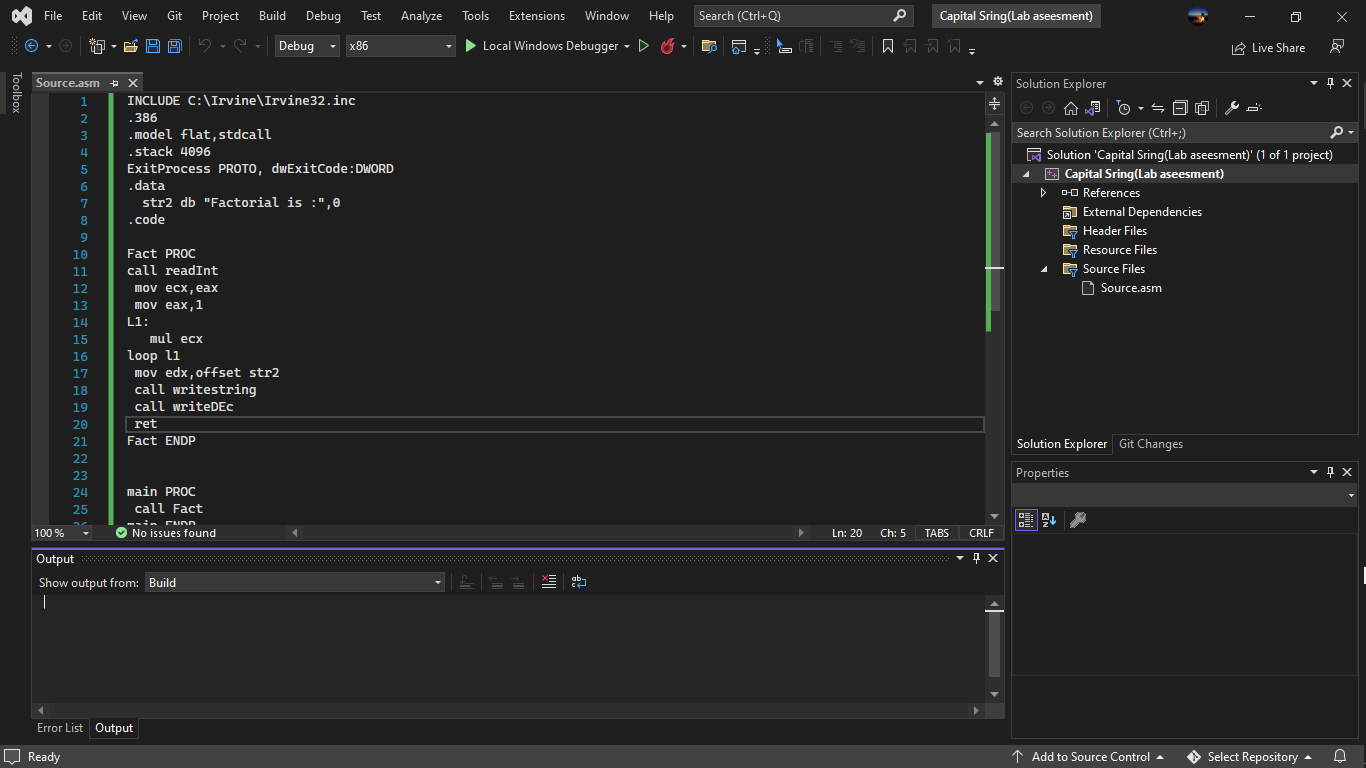 File Edit View Git Project Build Debug Test Analyze Tools Extensions Window Help Search (Ctrl+Q) Capital Sring(Lab aseesment)
Debug x86 Local Windows Debugger Live Share
Toolbox
Source.asm
1 INCLUDE C:\Irvine\Irvine32.inc
2 .386
3 .model flat,stdcall
4 .stack 4096
5 ExitProcess PROTO, dwExitCode:DWORD
6 .data
7 str2 db "Factorial is :",0
8 .code
9
10 Fact PROC
11 call readInt
12 mov ecx,eax
13 mov eax,1
14 L1:
15 mul ecx
16 loop l1
17 mov edx,offset str2
18 call writestring
19 call writeDEc
20 ret
21 Fact ENDP
22
23
24 main PROC
25 call Fact
26 main ENDP
100 % No issues found Ln: 20 Ch: 5 TABS CRLF
Output
Show output from: Build
Error List Output
Solution Explorer
Search Solution Explorer (Ctrl+;)
Solution 'Capital Sring(Lab aseesment)' (1 of 1 project)
Capital Sring(Lab aseesment)
References
External Dependencies
Header Files
Resource Files
Source Files
Source.asm
Solution Explorer Git Changes
Properties
Ready Add to Source Control Select Repository